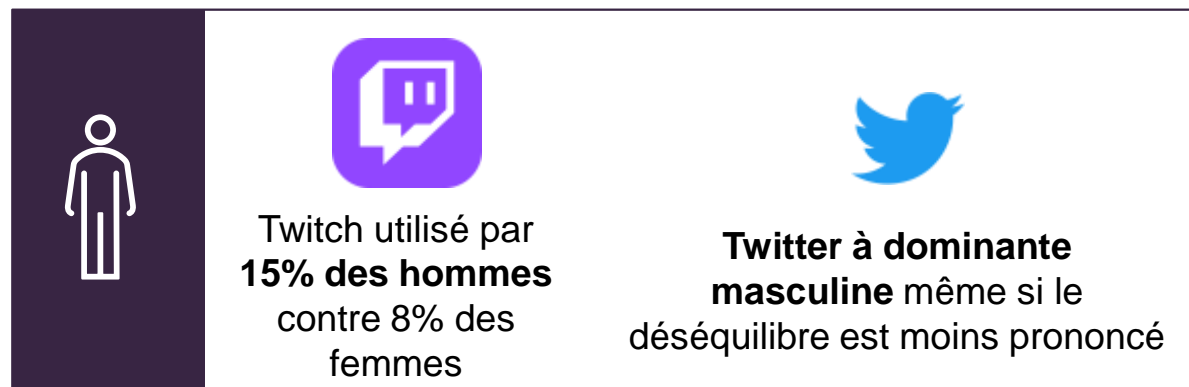 Twitch utilisé par
15% des hommes
contre 8% des
femmes
Twitter à dominante
masculine même si le
déséquilibre est moins prononcé